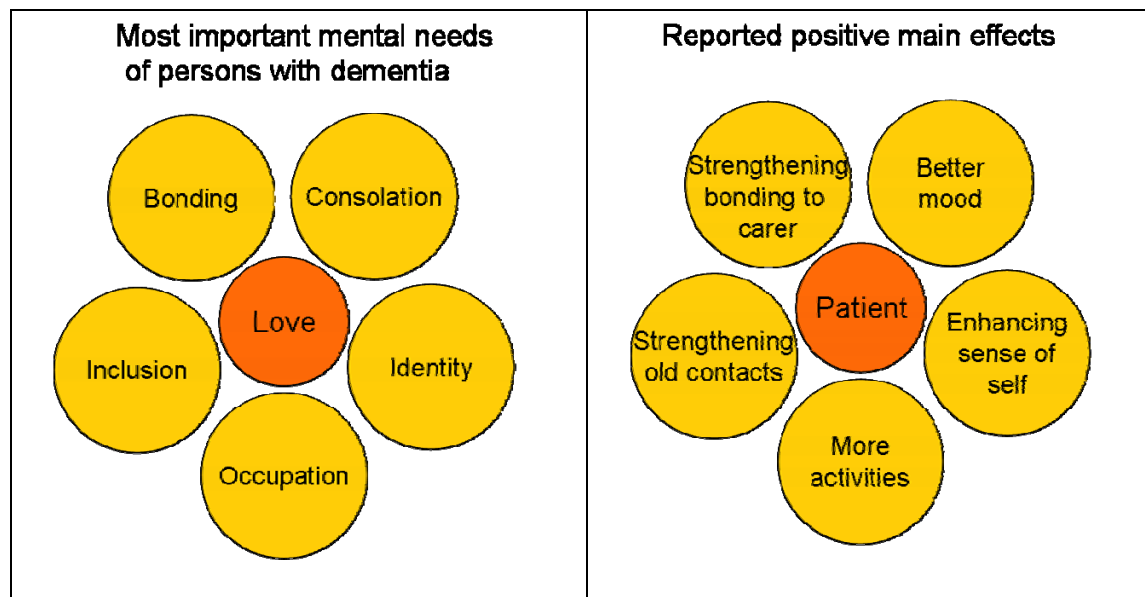 Most important mental needs
of persons with dementia
Bonding
Consolation
Love
Inclusion
Identity
Occupation
Reported positive main effects
Strengthening
bonding to
carer
Better
mood
Patient
Strengthening
old contacts
Enhancing
sense of
self
More
activities